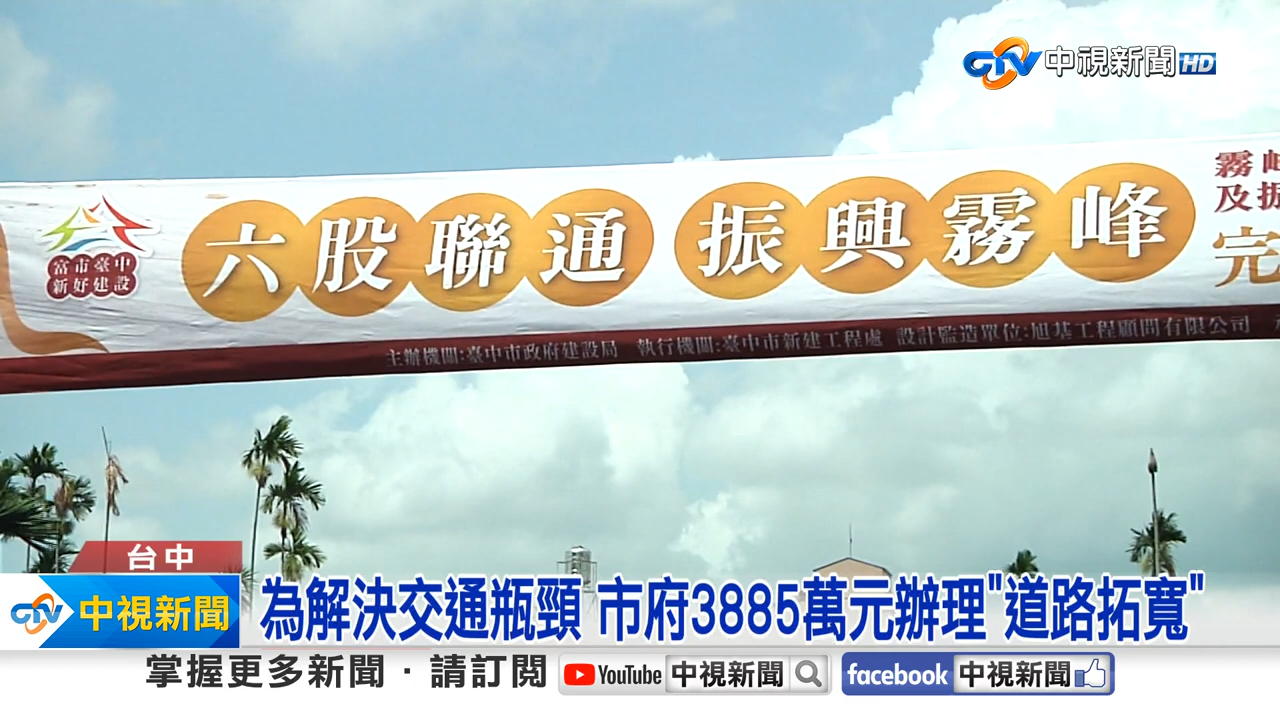 CTV 中視新聞 HD
霧峰
及振
完
富市臺中
新好建設
六股聯通 振興霧峰
主辦機關:臺中市政府建設局 執行機關:臺中市新建工程處 設計監造單位:旭基工程顧問有限公司
台中
CTV 中視新聞
為解決交通瓶頸 市府3885萬元辦理"道路拓寬"
掌握更多新聞・請訂閱 YouTube 中視新聞 facebook 中視新聞